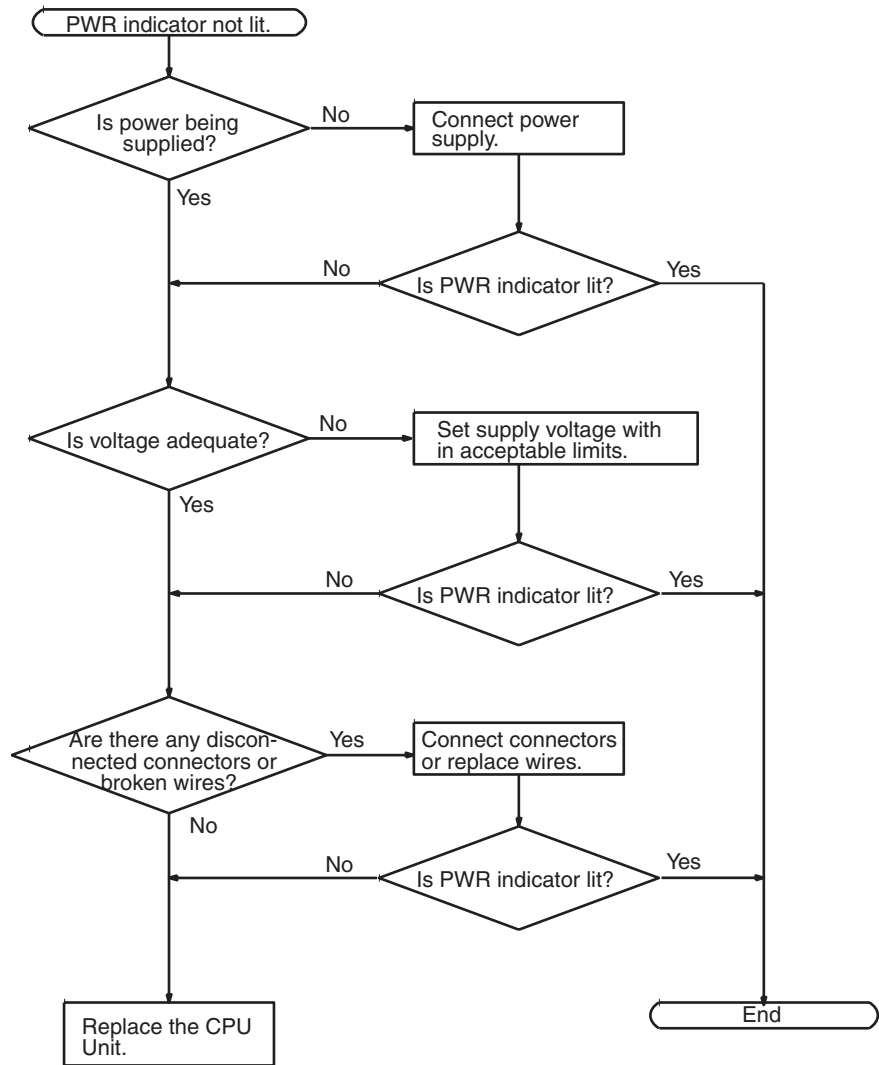 PWR indicator not lit.
Is power being
supplied?
No
Connect power
supply.
Yes
No
Is PWR indicator lit?
Yes
Is voltage adequate?
No
Set supply voltage with
in acceptable limits.
Yes
No
Is PWR indicator lit?
Yes
Are there any discon-
nected connectors or
broken wires?
Yes
Connect connectors
or replace wires.
No
No
Is PWR indicator lit?
Yes
Replace the CPU
Unit.
End